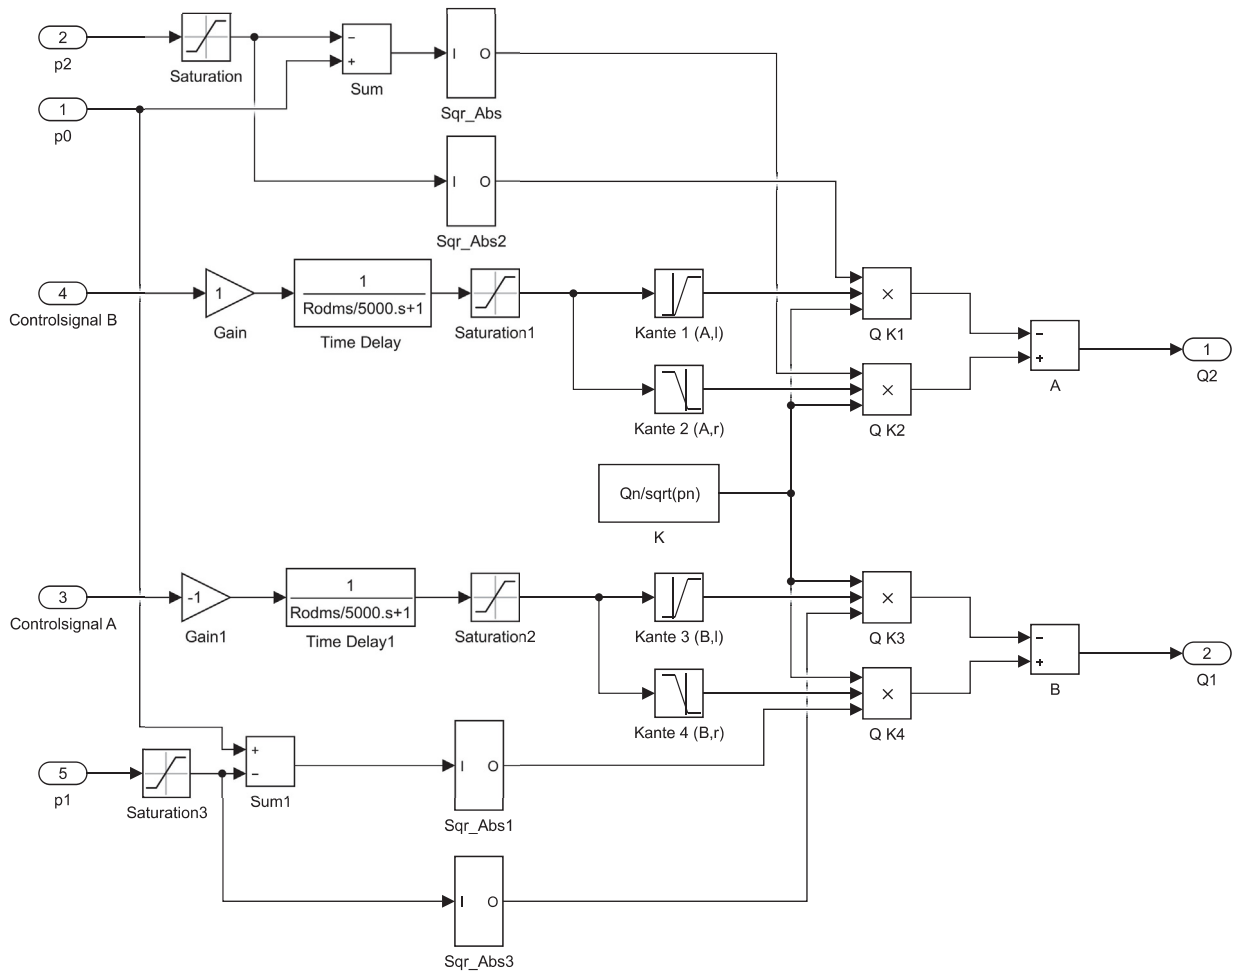 2
p2
Saturation
−
+
Sum
I O
Sqr_Abs
1
p0
I O
Sqr_Abs2
4
Controlsignal B
1
Gain
1
Rodms/5000.s+1
Time Delay
Saturation1
Kante 1 (A,l)
×
Q K1
Kante 2 (A,r)
×
Q K2
−
+
A
1
Q2
Qn/sqrt(pn)
K
3
Controlsignal A
-1
Gain1
1
Rodms/5000.s+1
Time Delay1
Saturation2
Kante 3 (B,l)
×
Q K3
Kante 4 (B,r)
×
Q K4
−
+
B
2
Q1
5
p1
Saturation3
+
−
Sum1
I O
Sqr_Abs1
I O
Sqr_Abs3